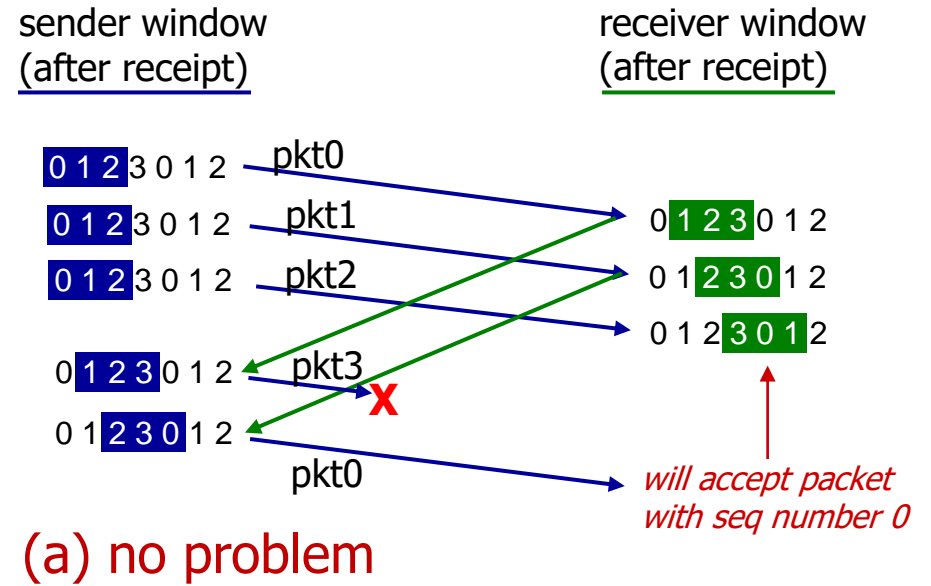 sender window
(after receipt)
receiver window
(after receipt)
0 1 2 3 0 1 2
pkt0
0 1 2 3 0 1 2
pkt1
0 1 2 3 0 1 2
0 1 2 3 0 1 2
pkt2
0 1 2 3 0 1 2
0 1 2 3 0 1 2
0 1 2 3 0 1 2
pkt3
X
0 1 2 3 0 1 2
pkt0
will accept packet
with seq number 0
(a) no problem